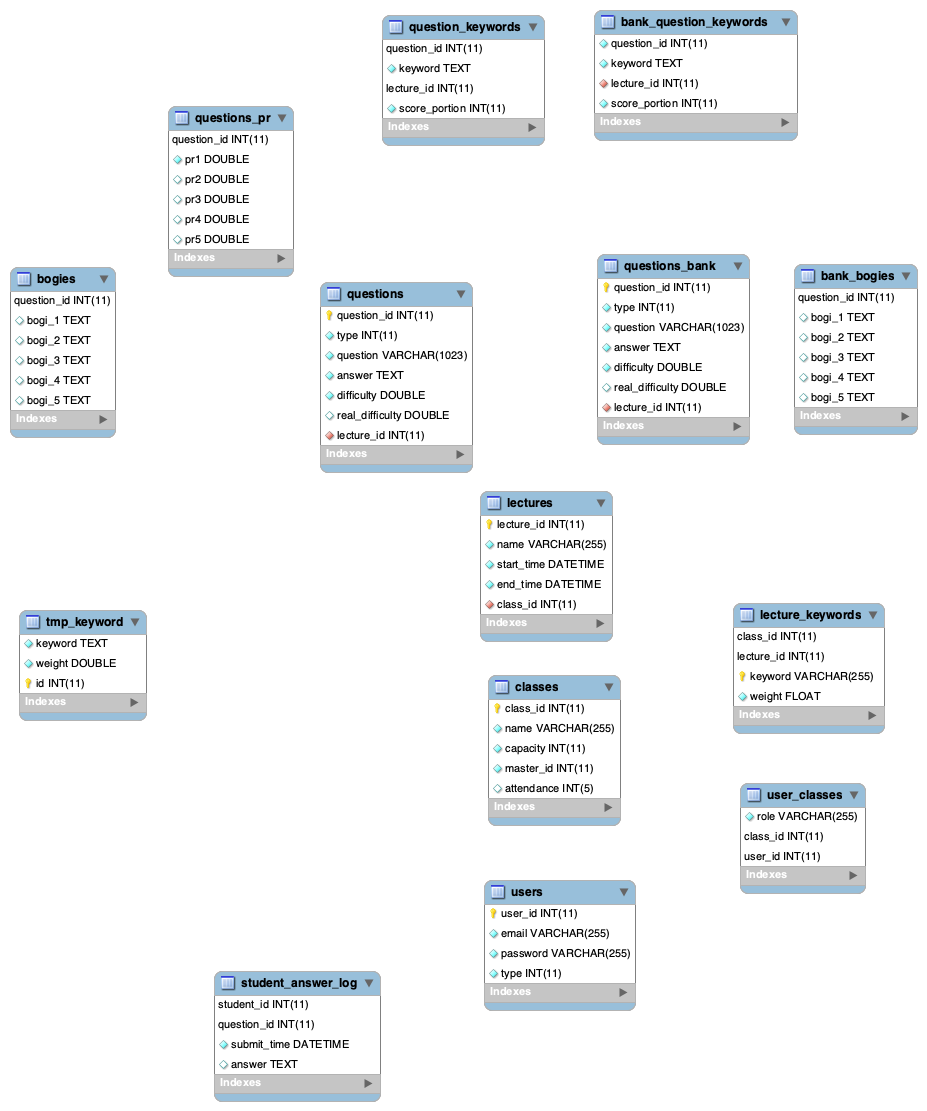 question_keywords
question_id INT(11)
keyword TEXT
lecture_id INT(11)
score_portion INT(11)
Indexes
bank_question_keywords
question_id INT(11)
keyword TEXT
lecture_id INT(11)
score_portion INT(11)
Indexes
questions_pr
question_id INT(11)
pr1 DOUBLE
pr2 DOUBLE
pr3 DOUBLE
pr4 DOUBLE
pr5 DOUBLE
Indexes
bogies
question_id INT(11)
bogi_1 TEXT
bogi_2 TEXT
bogi_3 TEXT
bogi_4 TEXT
bogi_5 TEXT
Indexes
questions
question_id INT(11)
type INT(11)
question VARCHAR(1023)
answer TEXT
difficulty DOUBLE
real_difficulty DOUBLE
lecture_id INT(11)
Indexes
questions_bank
question_id INT(11)
type INT(11)
question VARCHAR(1023)
answer TEXT
difficulty DOUBLE
real_difficulty DOUBLE
lecture_id INT(11)
Indexes
bank_bogies
question_id INT(11)
bogi_1 TEXT
bogi_2 TEXT
bogi_3 TEXT
bogi_4 TEXT
bogi_5 TEXT
Indexes
lectures
lecture_id INT(11)
name VARCHAR(255)
start_time DATETIME
end_time DATETIME
class_id INT(11)
Indexes
tmp_keyword
keyword TEXT
weight DOUBLE
id INT(11)
Indexes
lecture_keywords
class_id INT(11)
lecture_id INT(11)
keyword VARCHAR(255)
weight FLOAT
Indexes
classes
class_id INT(11)
name VARCHAR(255)
capacity INT(11)
master_id INT(11)
attendance INT(5)
Indexes
user_classes
role VARCHAR(255)
class_id INT(11)
user_id INT(11)
Indexes
users
user_id INT(11)
email VARCHAR(255)
password VARCHAR(255)
type INT(11)
Indexes
student_answer_log
student_id INT(11)
question_id INT(11)
submit_time DATETIME
answer TEXT
Indexes